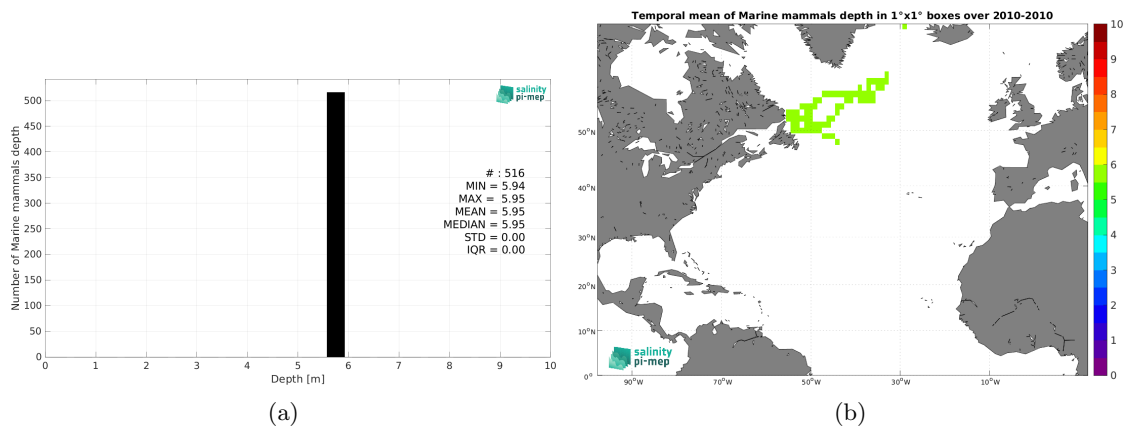 500
450
400
350
300
250
200
150
100
50
0
Number of Marine mammals depth
salinity
pi-mep
# : 516
MIN = 5.94
MAX = 5.95
MEAN = 5.95
MEDIAN = 5.95
STD = 0.00
IQR = 0.00
0 1 2 3 4 5 6 7 8 9 10
Depth [m]
(a)
Temporal mean of Marine mammals depth in 1°x1° boxes over 2010-2010
50°N
40°N
30°N
20°N
10°N
0°
salinity
pi-mep
90°W 70°W 50°W 30°W 10°W
10
9
8
7
6
5
4
3
2
1
0
(b)